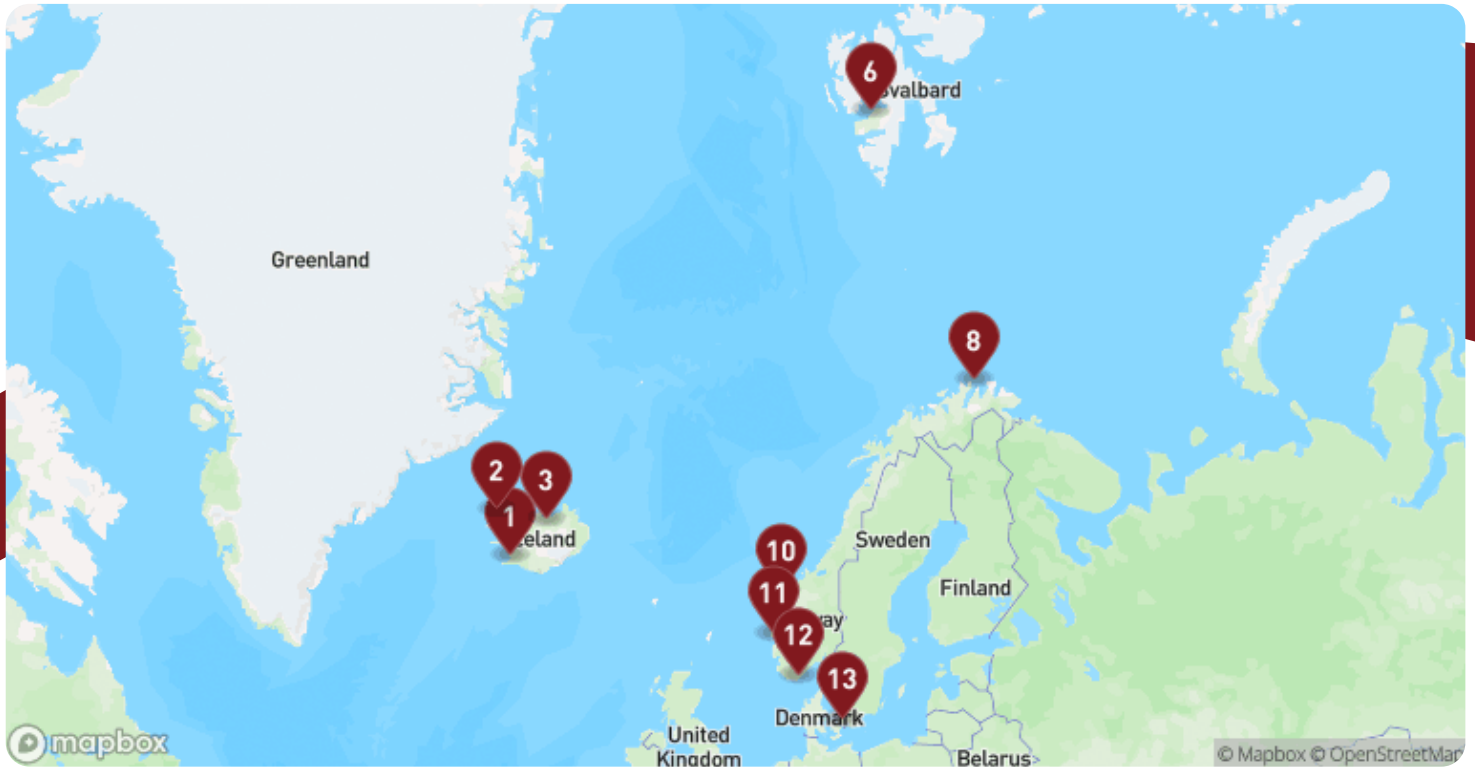 6
Svalbard
Greenland
8
2
3
1
Iceland
10
Sweden
11
Finland
12
way
13
Denmark
United
Kingdom
Belarus
mapbox
© Mapbox © OpenStreetMap